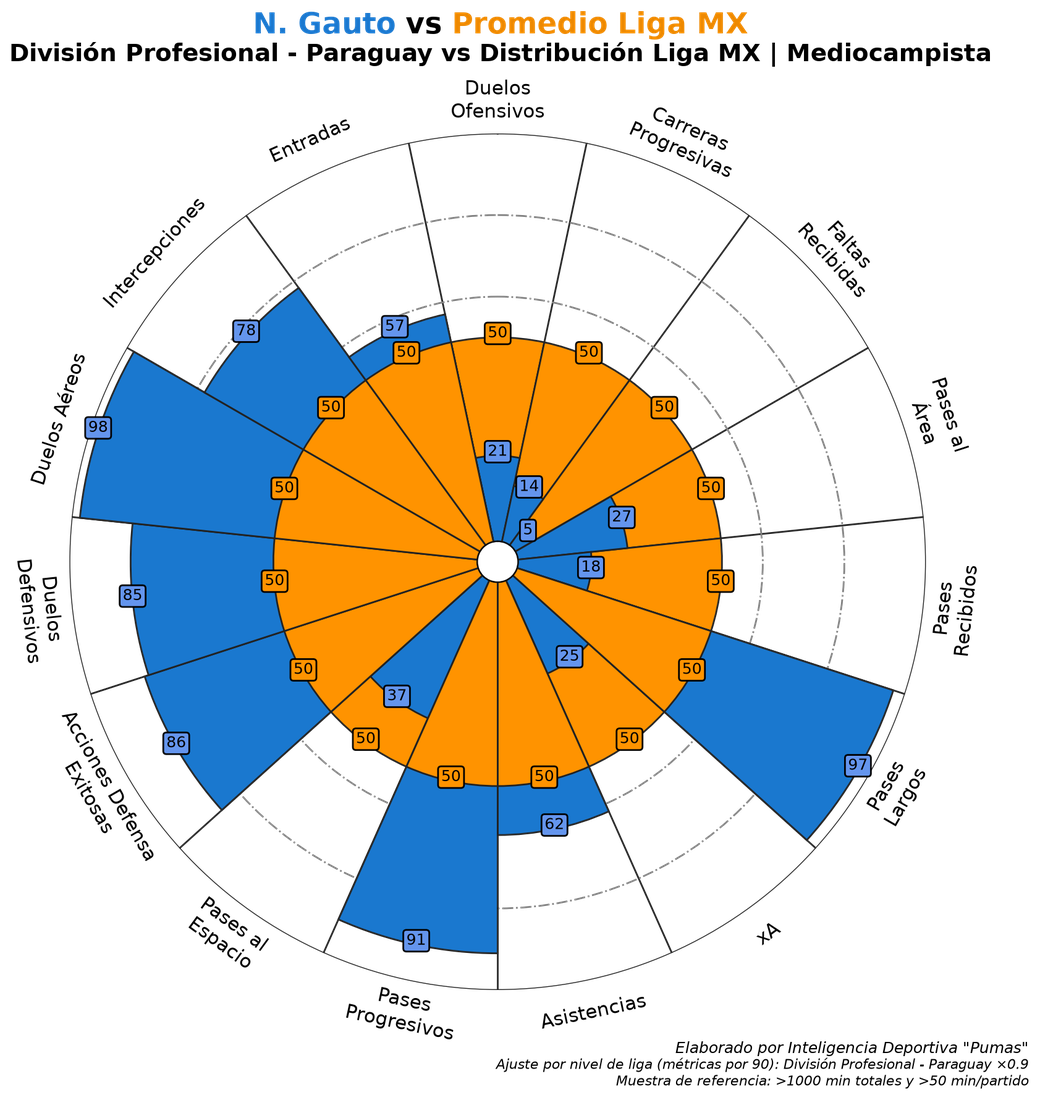 N. Gauto vs Promedio Liga MX
División Profesional - Paraguay vs Distribución Liga MX | Mediocampista
Duelos
Ofensivos
Carreras
Progresivas
Faltas
Recibidas
Pases al
Área
Pases
Recibidos
Pases
Largos
xA
Asistencias
Pases
Progresivos
Pases al
Espacio
Acciones Defensa
Exitosas
Duelos
Defensivos
Duelos Aéreos
Intercepciones
Entradas
50
21
50
14
50
5
50
27
50
18
50
97
50
25
50
62
50
91
50
37
50
86
50
85
50
98
50
78
50
57
Elaborado por Inteligencia Deportiva "Pumas"
Ajuste por nivel de liga (métricas por 90): División Profesional - Paraguay ×0.9
Muestra de referencia: >1000 min totales y >50 min/partido